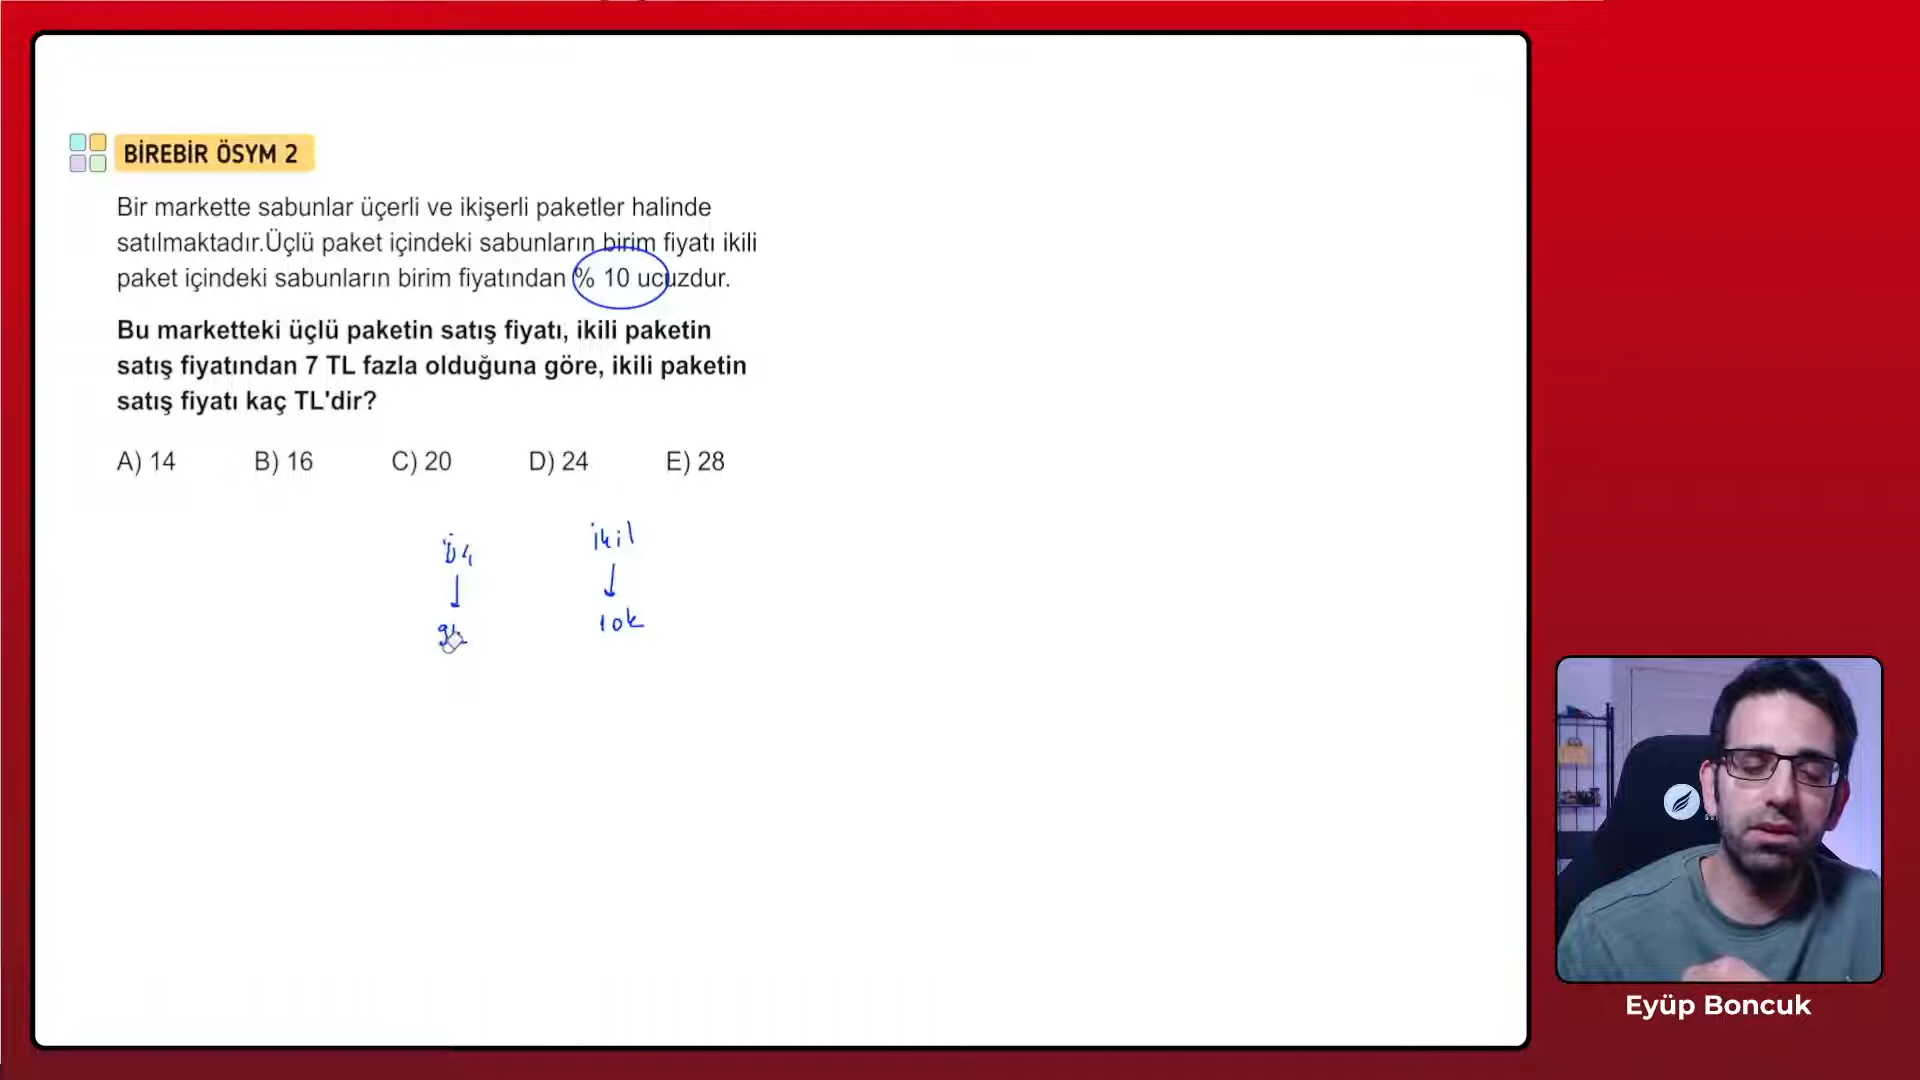 BİREBİR ÖSYM 2
Bir markette sabunlar üçerli ve ikişerli paketler halinde
satılmaktadır.Üçlü paket içindeki sabunların birim fiyatı ikili
paket içindeki sabunların birim fiyatından % 10 ucuzdur.
Bu marketteki üçlü paketin satış fiyatı, ikili paketin
satış fiyatından 7 TL fazla olduğuna göre, ikili paketin
satış fiyatı kaç TL'dir?
A) 14 B) 16 C) 20 D) 24 E) 28
Üç ikil
10k
Eyüp Boncuk